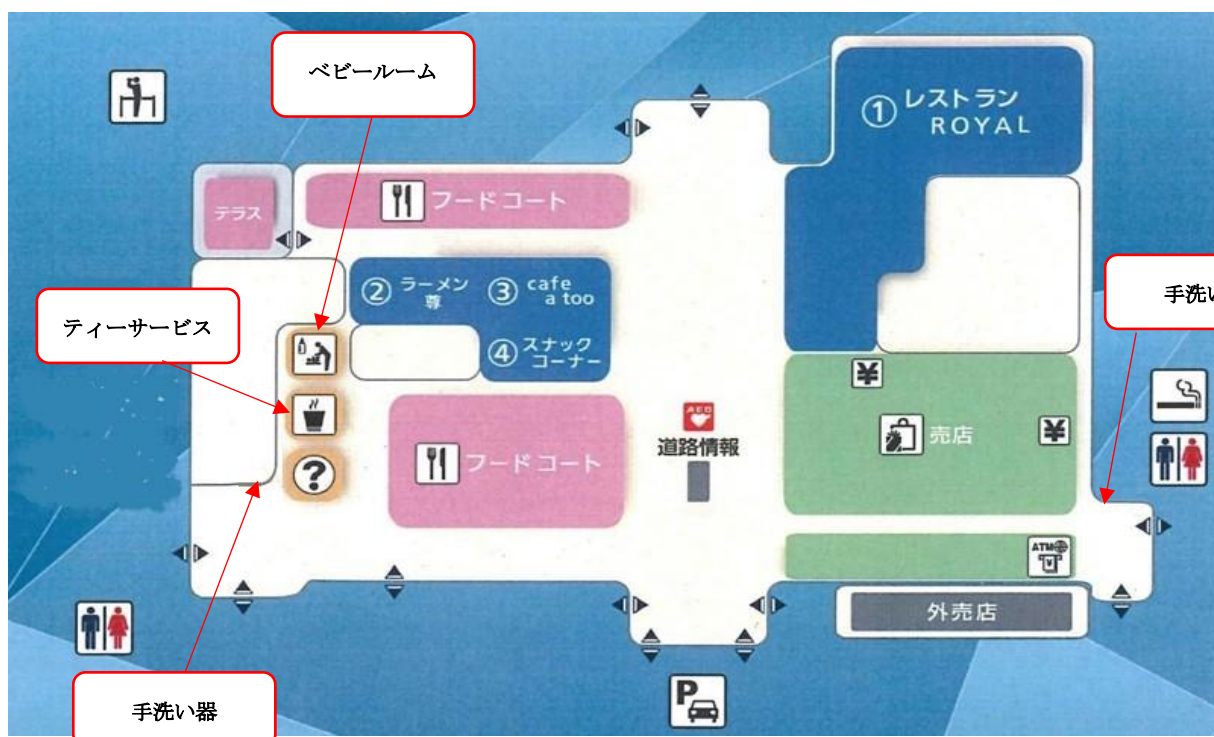 ベビールーム
① レストラン
ROYAL
フードコート
テラス
② ラーメン
尊
③ cafe
a too
手洗い
ティーサービス
④ スナック
コーナー
¥
AED
道路情報
売店
¥
フードコート
?
ATM
¥
外売店
手洗い器
P